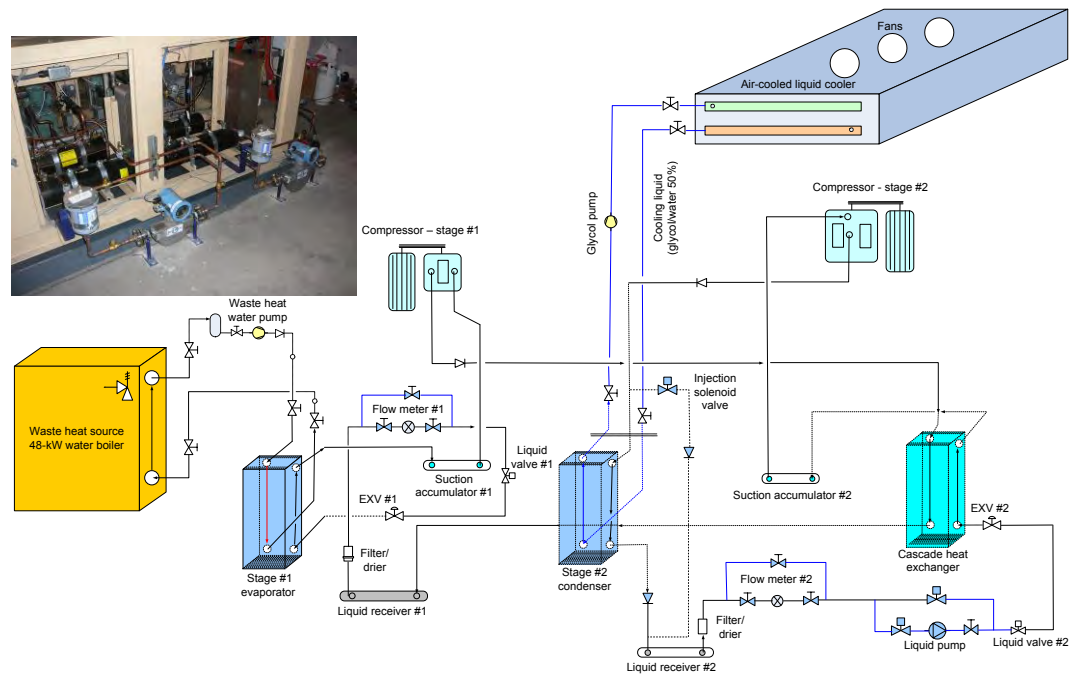 Fans
Air-cooled liquid cooler
Compressor - stage #2
Glycol pump
Cooling liquid
(glycol/water 50%)
Compressor – stage #1
Waste heat
water pump
Injection
solenoid
valve
Flow meter #1
Waste heat source
48-kW water boiler
Liquid
valve #1
Suction
accumulator #1
Suction accumulator #2
EXV #1
EXV #2
Filter/
drier
Cascade heat
exchanger
Stage #1
evaporator
Stage #2
condenser
Flow meter #2
Liquid receiver #1
Filter/
drier
Liquid pump
Liquid valve #2
Liquid receiver #2